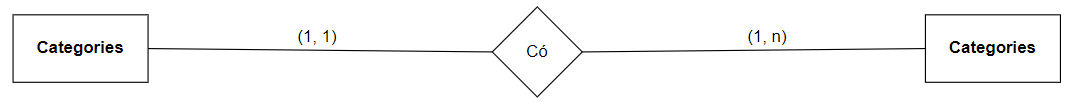 Categories
(1, 1)
Có
(1, n)
Categories